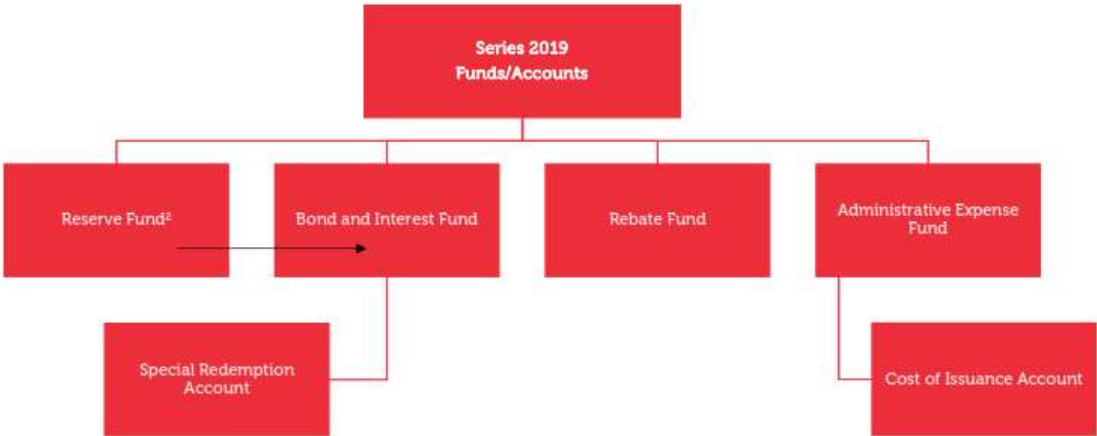 Series 2019
Funds/Accounts
Reserve Fund²
Bond and Interest Fund
Rebate Fund
Administrative Expense
Fund
Special Redemption
Account
Cost of Issuance Account